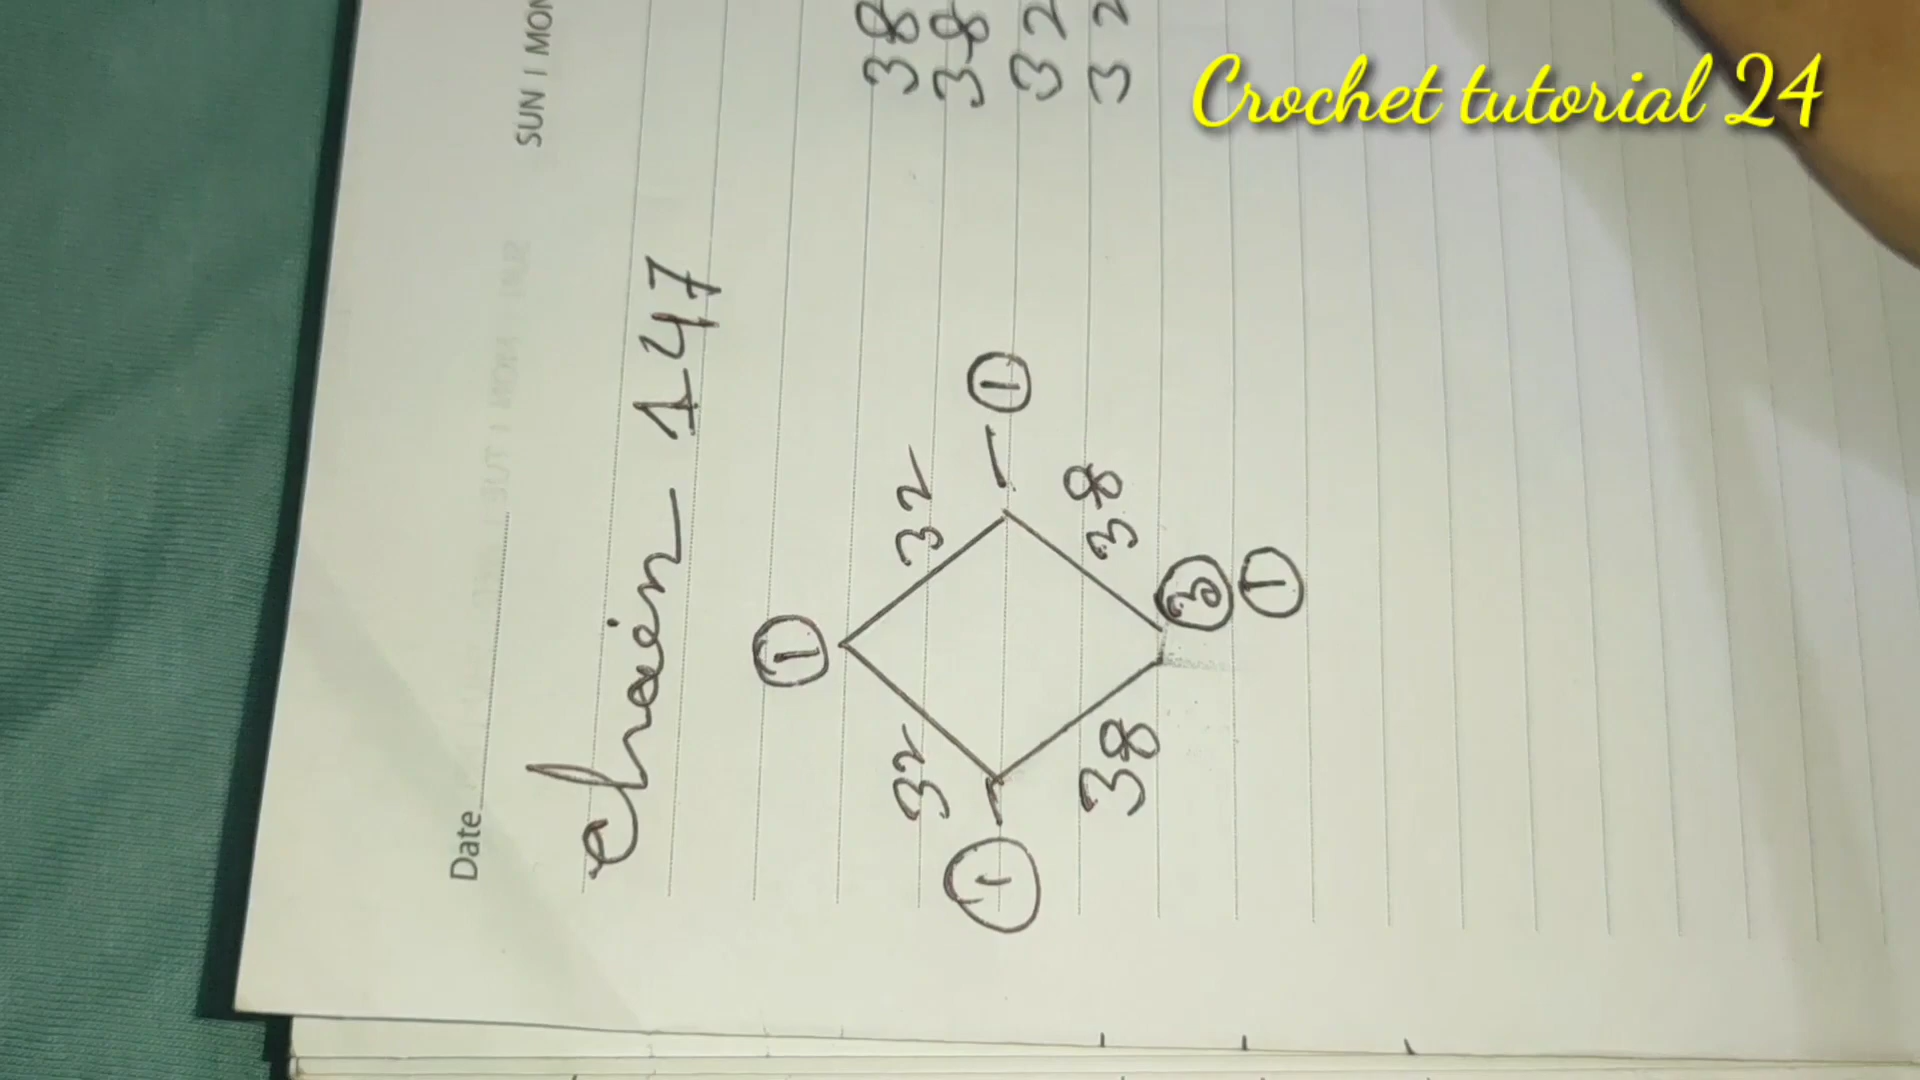 Crochet tutorial 24
Date
SUN I MON
chain 147
①
32 32
① ①
38 38
③
①
38
38
32
32